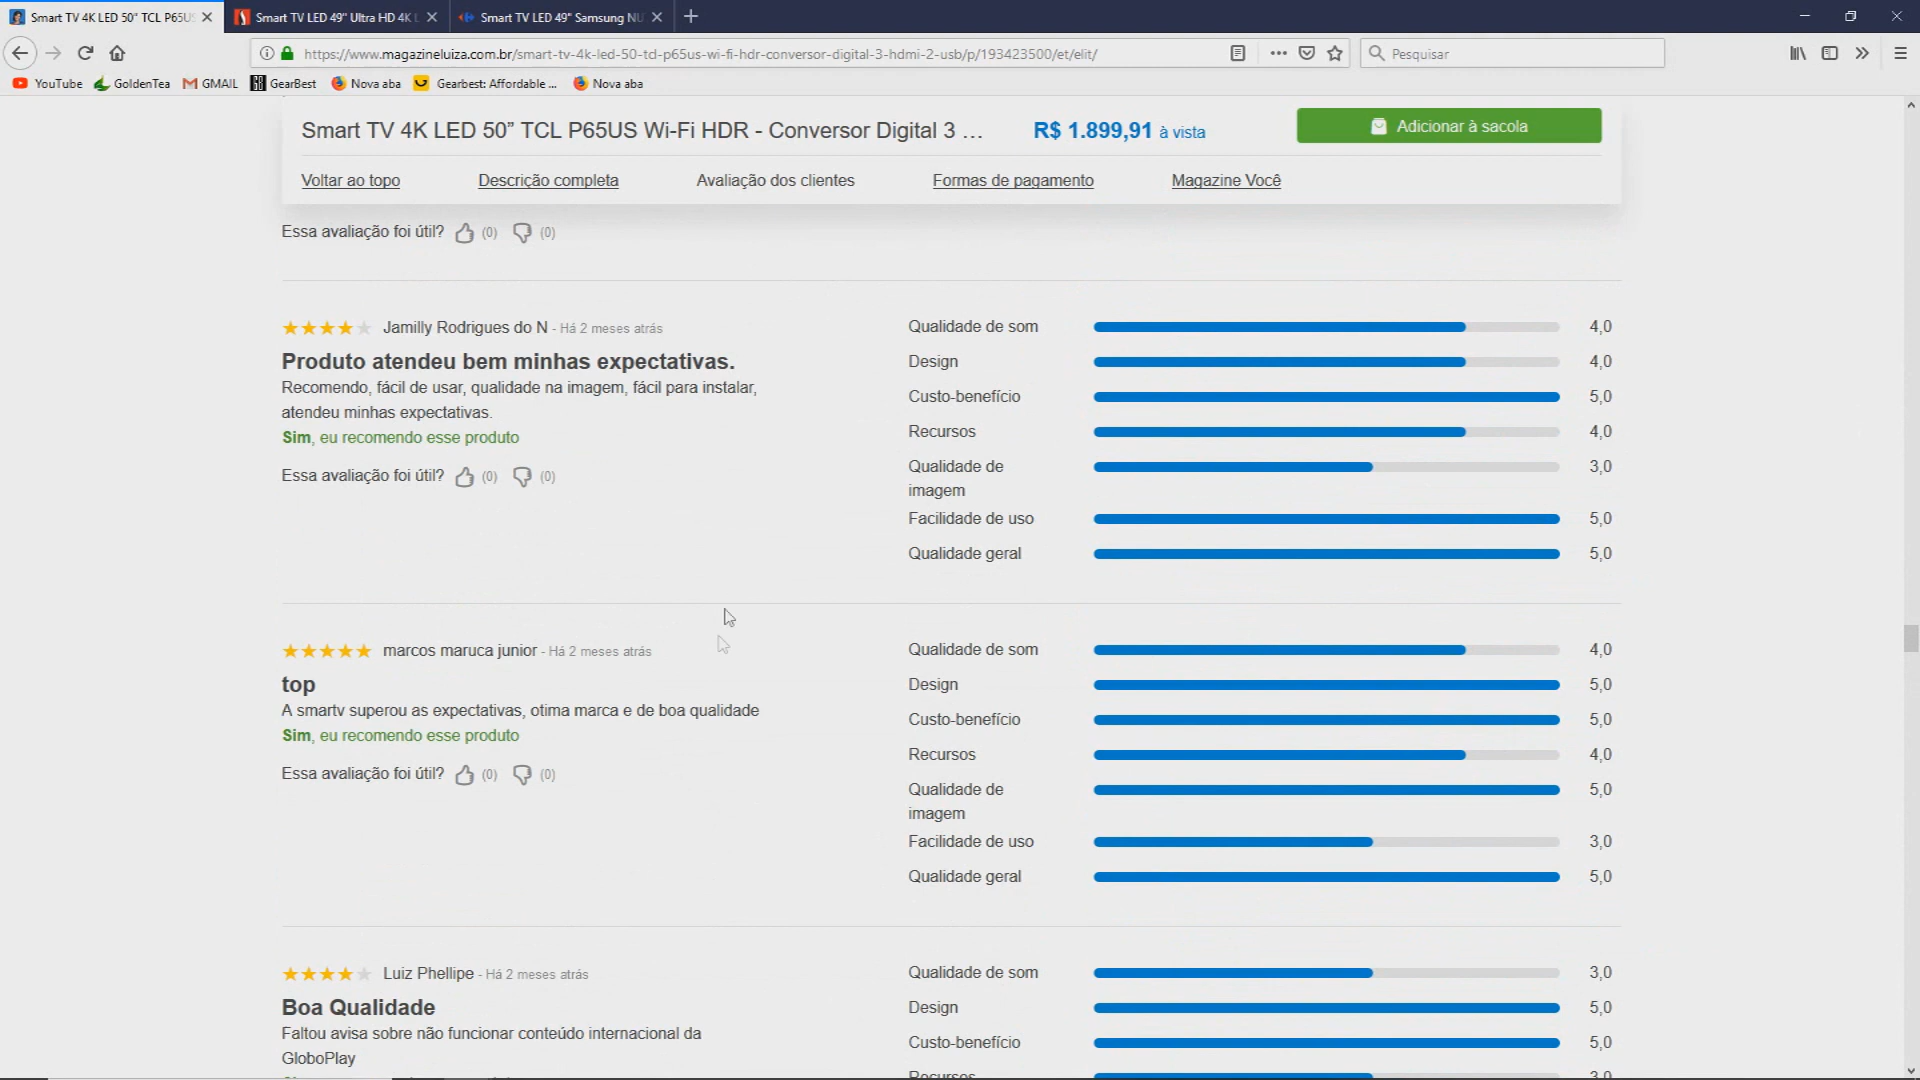 Smart TV 4K LED 50" TCL P65US
Smart TV LED 49" Ultra HD 4K L
Smart TV LED 49" Samsung NU
https://www.magazineluiza.com.br/smart-tv-4k-led-50-tcl-p65us-wi-fi-hdr-conversor-digital-3-hdmi-2-usb/p/193423500/et/elit/
Pesquisar
YouTube GoldenTea GMAIL GearBest Nova aba Gearbest: Affordable ... Nova aba
Smart TV 4K LED 50” TCL P65US Wi-Fi HDR - Conversor Digital 3 ...
R$ 1.899,91 à vista
Adicionar à sacola
Voltar ao topo Descrição completa Avaliação dos clientes Formas de pagamento Magazine Você
Essa avaliação foi útil? (0) (0)
Jamilly Rodrigues do N - Há 2 meses atrás
Produto atendeu bem minhas expectativas.
Recomendo, fácil de usar, qualidade na imagem, fácil para instalar,
atendeu minhas expectativas.
Sim, eu recomendo esse produto
Essa avaliação foi útil? (0) (0)
Qualidade de som 4,0
Design 4,0
Custo-benefício 5,0
Recursos 4,0
Qualidade de 3,0
imagem
Facilidade de uso 5,0
Qualidade geral 5,0
marcos maruca junior - Há 2 meses atrás
top
A smartv superou as expectativas, otima marca e de boa qualidade
Sim, eu recomendo esse produto
Essa avaliação foi útil? (0) (0)
Qualidade de som 4,0
Design 5,0
Custo-benefício 5,0
Recursos 4,0
Qualidade de 5,0
imagem
Facilidade de uso 3,0
Qualidade geral 5,0
Luiz Phellipe - Há 2 meses atrás
Boa Qualidade
Faltou avisa sobre não funcionar conteúdo internacional da
GloboPlay
Qualidade de som 3,0
Design 5,0
Custo-benefício 5,0
Recursos 3,0